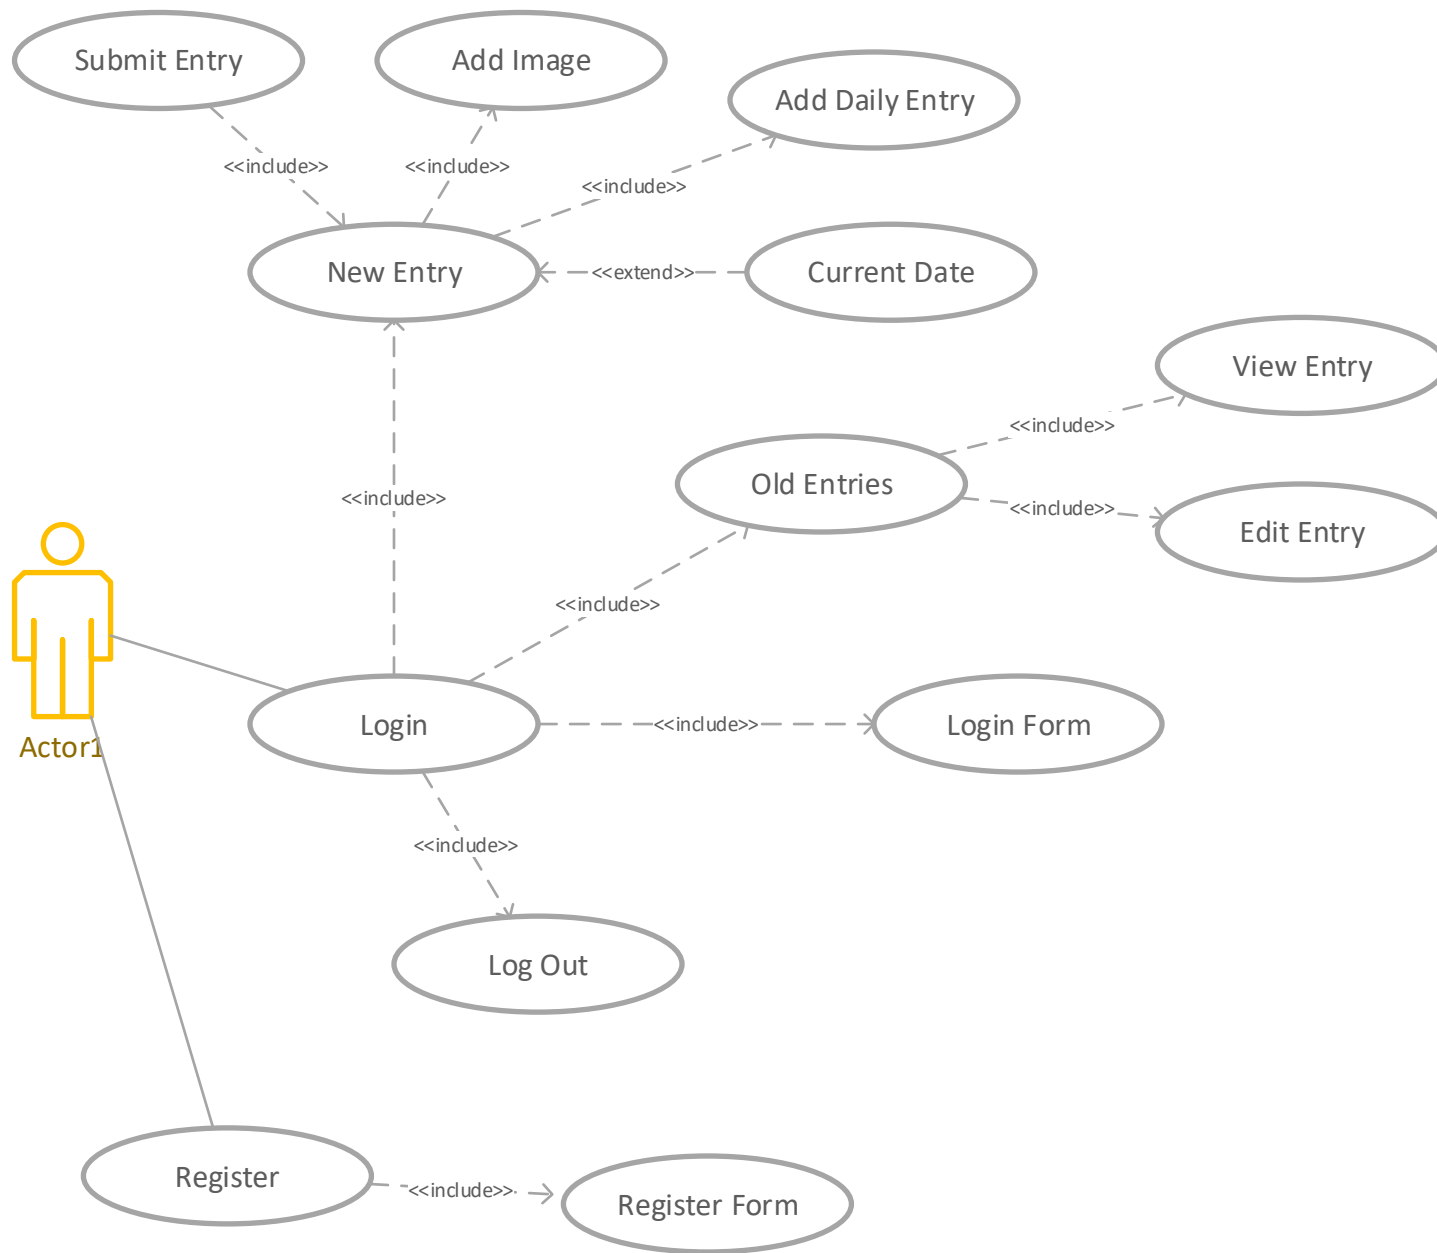 Submit Entry
Add Image
Add Daily Entry
<<include>>
<<include>>
<<include>>
New Entry
<<extend>>
Current Date
View Entry
<<include>>
Old Entries
<<include>>
<<include>>
Edit Entry
<<include>>
Actor1
Login
<<include>>
Login Form
<<include>>
Log Out
Register
<<include>>
Register Form